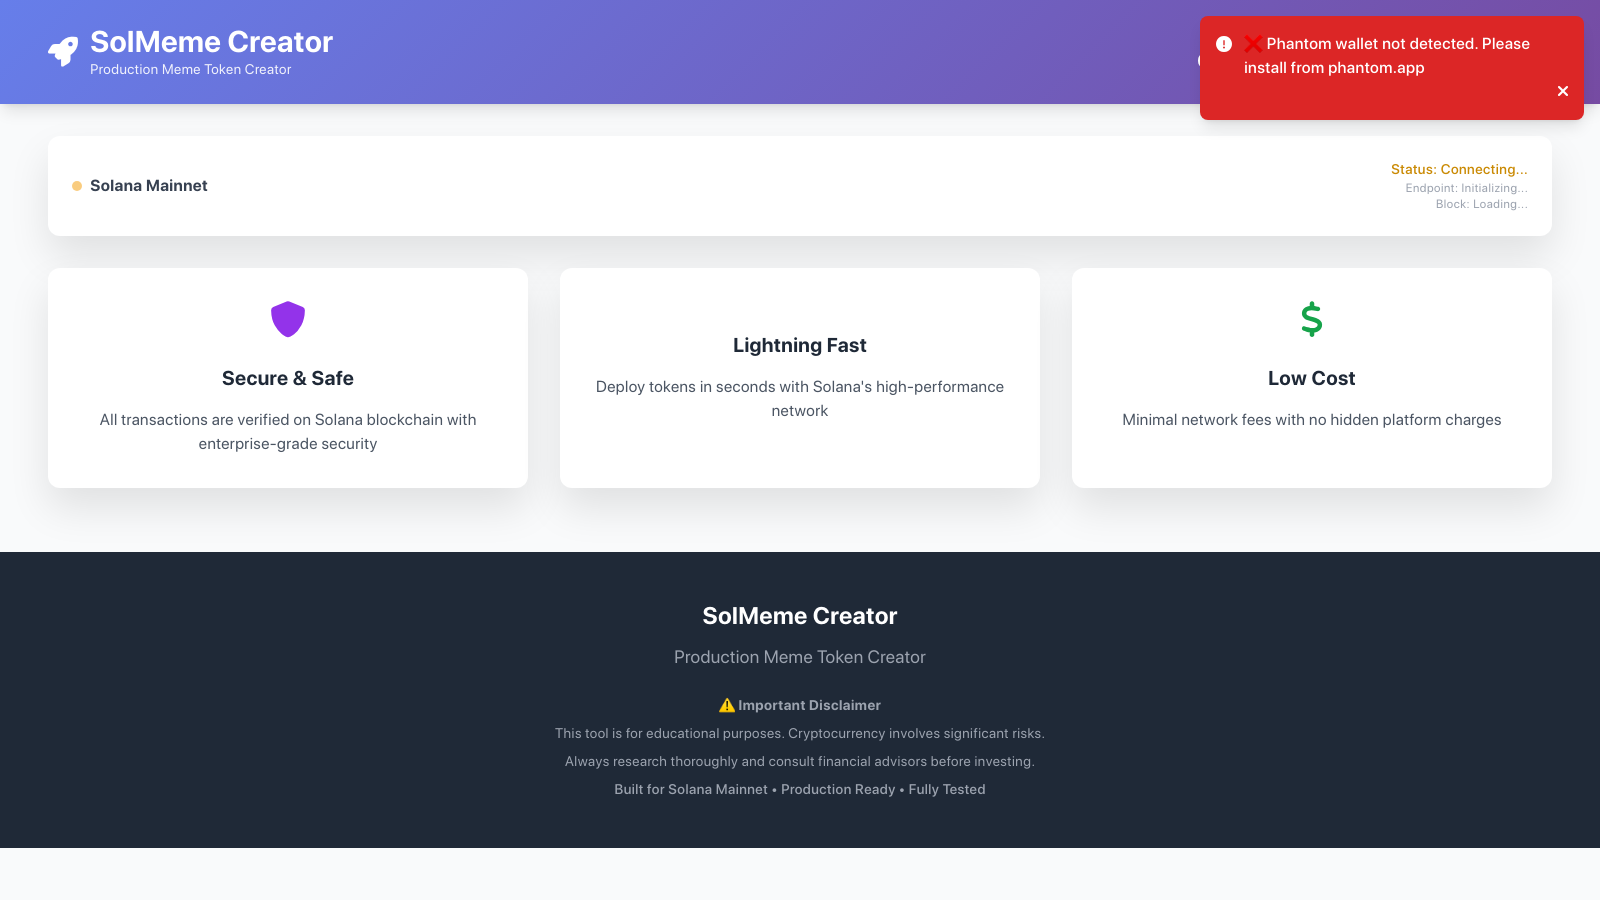 SolMeme Creator
Production Meme Token Creator
❌ Phantom wallet not detected. Please
install from phantom.app
Solana Mainnet
Status: Connecting...
Endpoint: Initializing...
Block: Loading...
Secure & Safe
All transactions are verified on Solana blockchain with
enterprise-grade security
Lightning Fast
Deploy tokens in seconds with Solana's high-performance
network
Low Cost
Minimal network fees with no hidden platform charges
SolMeme Creator
Production Meme Token Creator
⚠️ Important Disclaimer
This tool is for educational purposes. Cryptocurrency involves significant risks.
Always research thoroughly and consult financial advisors before investing.
Built for Solana Mainnet • Production Ready • Fully Tested